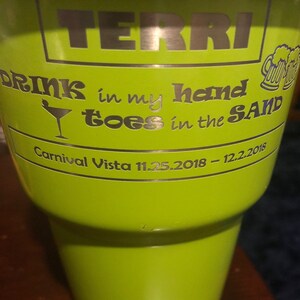 TERRI
DRINK in my hand
toes in the SAND
Carnival Vista 11.25.2018 – 12.2.2018